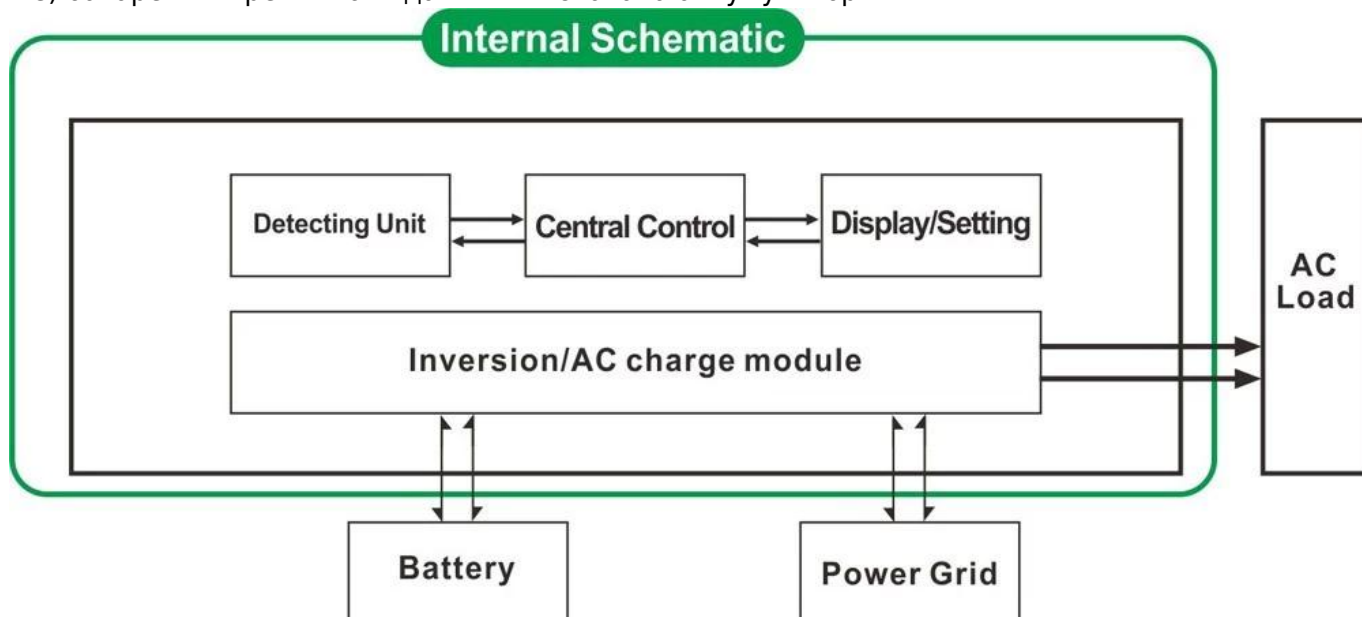 Internal Schematic
Detecting Unit
Central Control
Display/Setting
Inversion/AC charge module
AC
Load
Battery
Power Grid